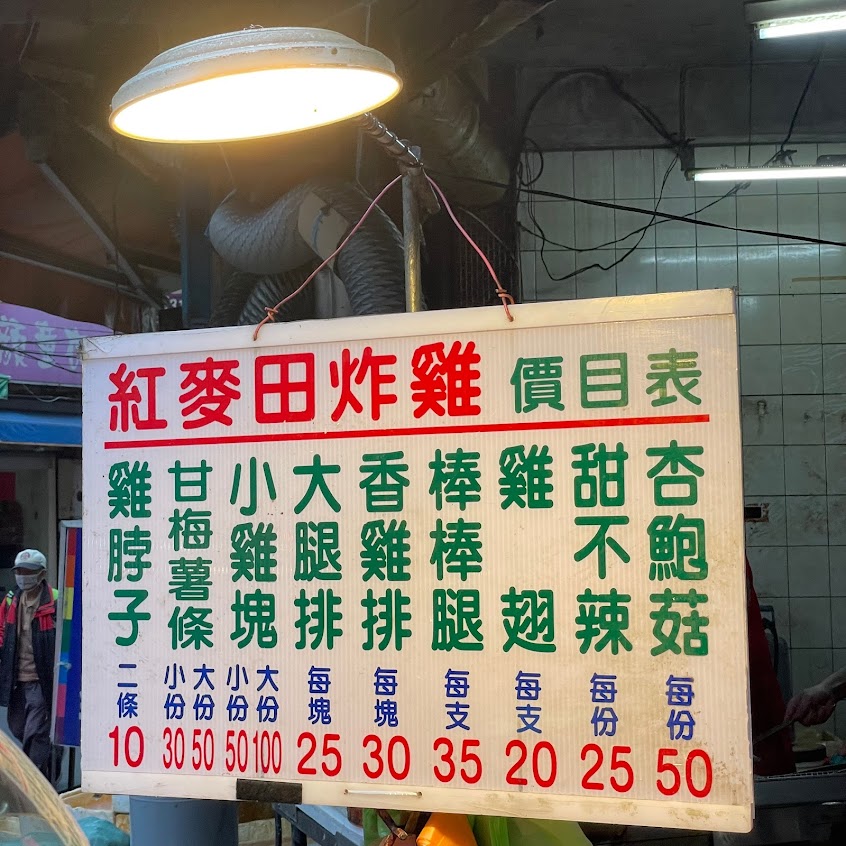 紅麥田炸雞 價目表
雞脖子 二條 10
甘梅薯條 小份 30 大份 50
小雞塊 小份 50 大份 100
大腿排 每塊 25
香雞排 每塊 30
棒棒腿 每支 35
雞翅 每支 20
甜不辣 每份 25
杏鮑菇 每份 50